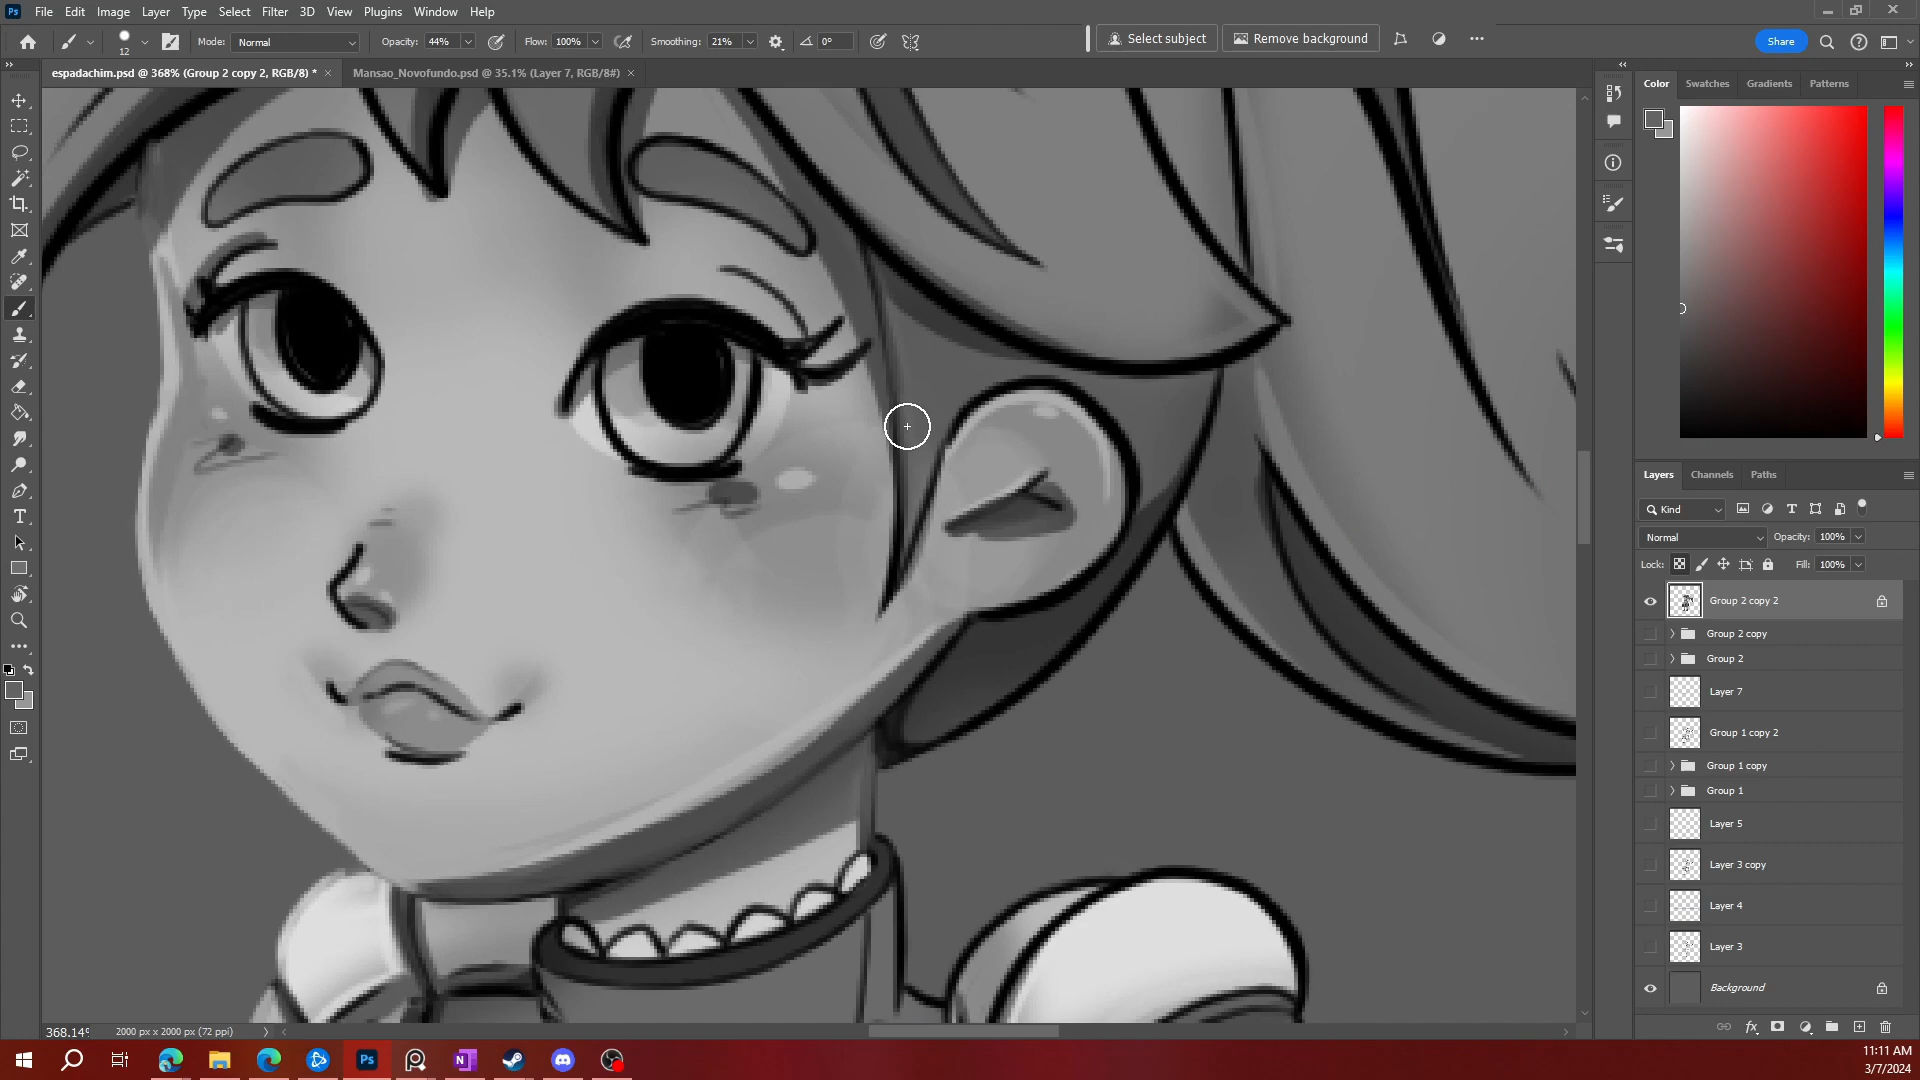 Ps File Edit Image Layer Type Select Filter 3D View Plugins Window Help
12 Mode: Normal Opacity: 44% Flow: 100% Smoothing: 21% 0° Select subject Remove background Share
espadachim.psd @ 368% (Group 2 copy 2, RGB/8) * Mansao_Novofundo.psd @ 35.1% (Layer 7, RGB/8#)
Color Swatches Gradients Patterns
Layers Channels Paths
Kind
Normal Opacity: 100%
Lock: Fill: 100%
Group 2 copy 2
Group 2 copy
Group 2
Layer 7
Group 1 copy 2
Group 1 copy
Group 1
Layer 5
Layer 3 copy
Layer 4
Layer 3
Background
368.14% 2000 px x 2000 px (72 ppi)
Ps
11:11 AM
3/7/2024